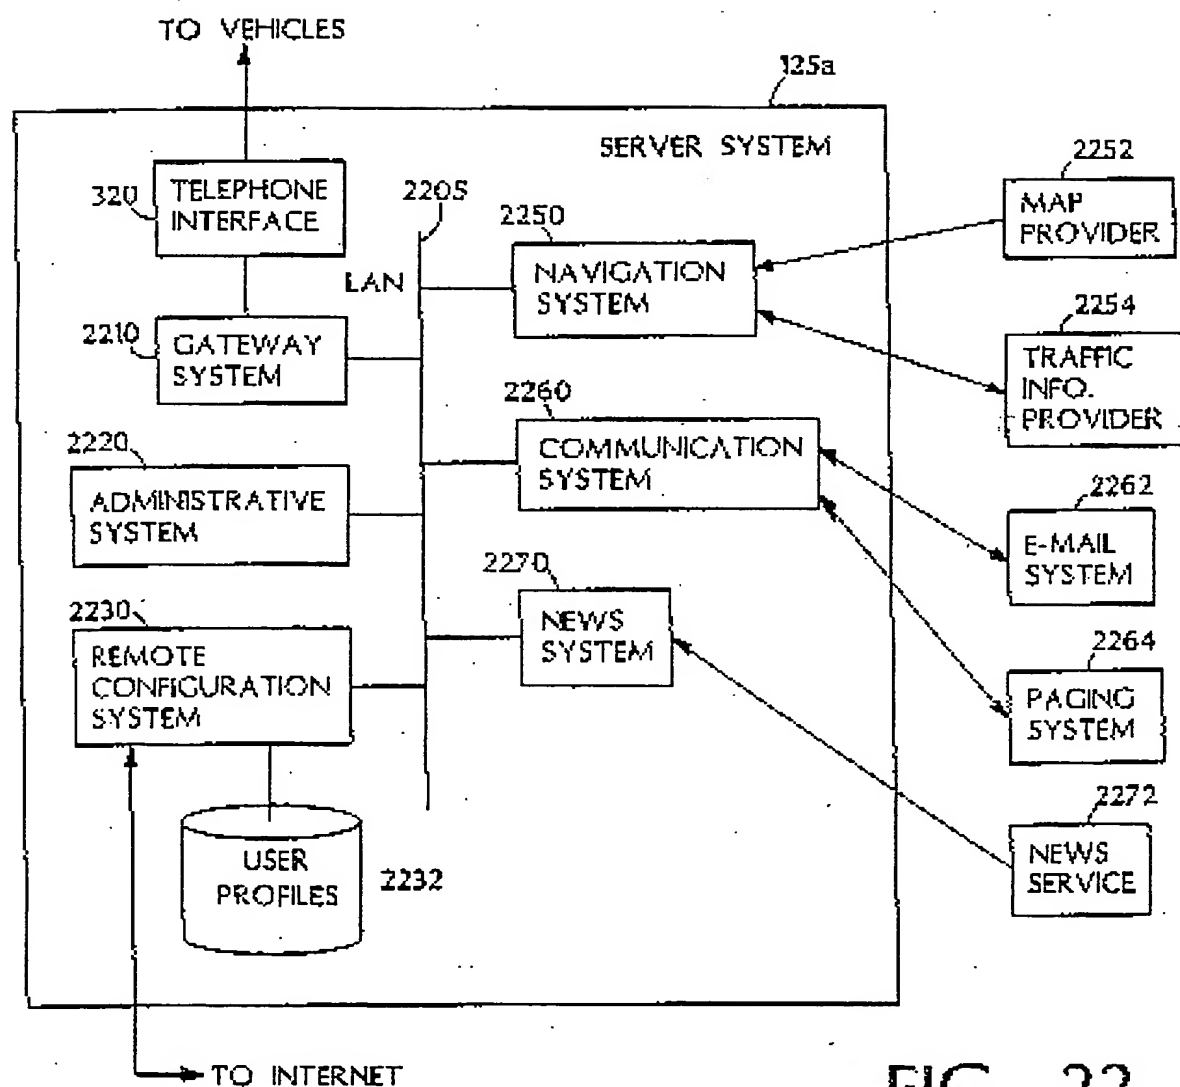 TO VEHICLES
125a
SERVER SYSTEM
320
TELEPHONE
INTERFACE
2205
LAN
2210
GATEWAY
SYSTEM
2220
ADMINISTRATIVE
SYSTEM
2230
REMOTE
CONFIGURATION
SYSTEM
USER
PROFILES
2232
TO INTERNET
2250
NAVIGATION
SYSTEM
2260
COMMUNICATION
SYSTEM
2270
NEWS
SYSTEM
2252
MAP
PROVIDER
2254
TRAFFIC
INFO.
PROVIDER
2262
E-MAIL
SYSTEM
2264
PAGING
SYSTEM
2272
NEWS
SERVICE
FIG. 22